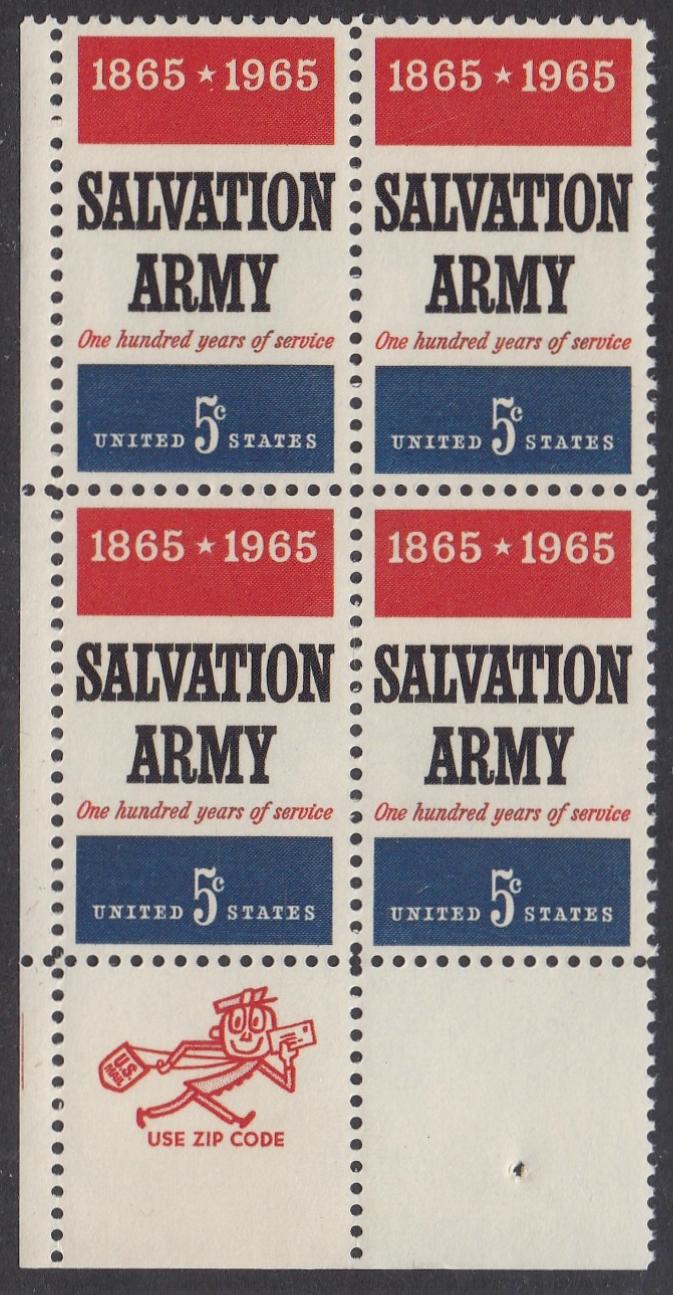 1865 ★ 1965
SALVATION
ARMY
One hundred years of service
UNITED 5c STATES
1865 ★ 1965
SALVATION
ARMY
One hundred years of service
UNITED 5c STATES
1865 ★ 1965
SALVATION
ARMY
One hundred years of service
UNITED 5c STATES
1865 ★ 1965
SALVATION
ARMY
One hundred years of service
UNITED 5c STATES
U.S.
MAIL
USE ZIP CODE